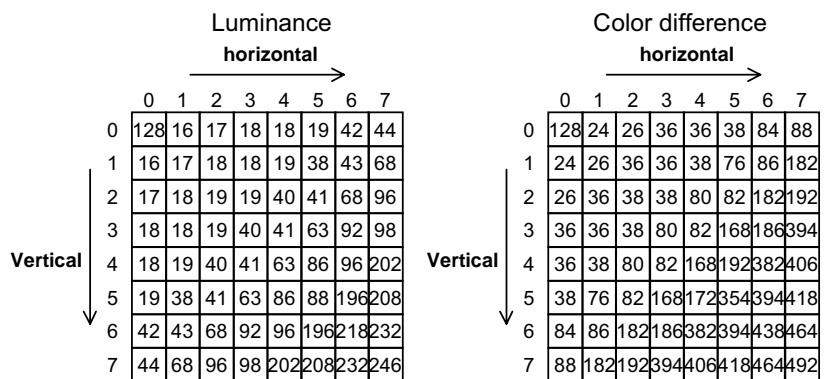 Luminance
horizontal
0 1 2 3 4 5 6 7
0 128 16 17 18 18 19 42 44
1 16 17 18 18 19 38 43 68
2 17 18 19 19 40 41 68 96
3 18 18 19 40 41 63 92 98
4 18 19 40 41 63 86 96 202
5 19 38 41 63 86 88 196 208
6 42 43 68 92 96 196 218 232
7 44 68 96 98 202 208 232 246
Vertical
Color difference
horizontal
0 1 2 3 4 5 6 7
0 128 24 26 36 36 38 84 88
1 24 26 36 36 38 76 86 182
2 26 36 38 38 80 82 182 192
3 36 36 38 80 82 168 186 394
4 36 38 80 82 168 192 382 406
5 38 76 82 168 172 354 394 418
6 84 86 182 186 382 394 438 464
7 88 182 192 394 406 418 464 492
Vertical